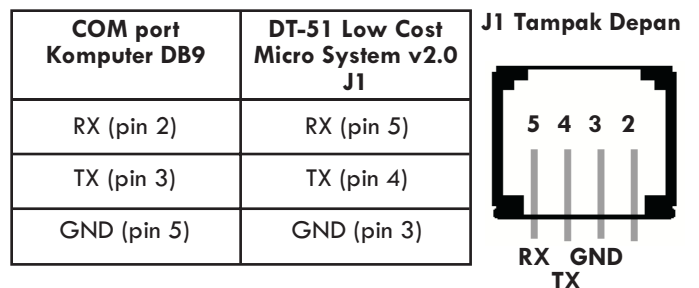 COM port
Komputer DB9
DT-51 Low Cost
Micro System v2.0
J1
RX (pin 2)
RX (pin 5)
TX (pin 3)
TX (pin 4)
GND (pin 5)
GND (pin 3)
J1 Tampak Depan
5 4 3 2
RX GND
TX